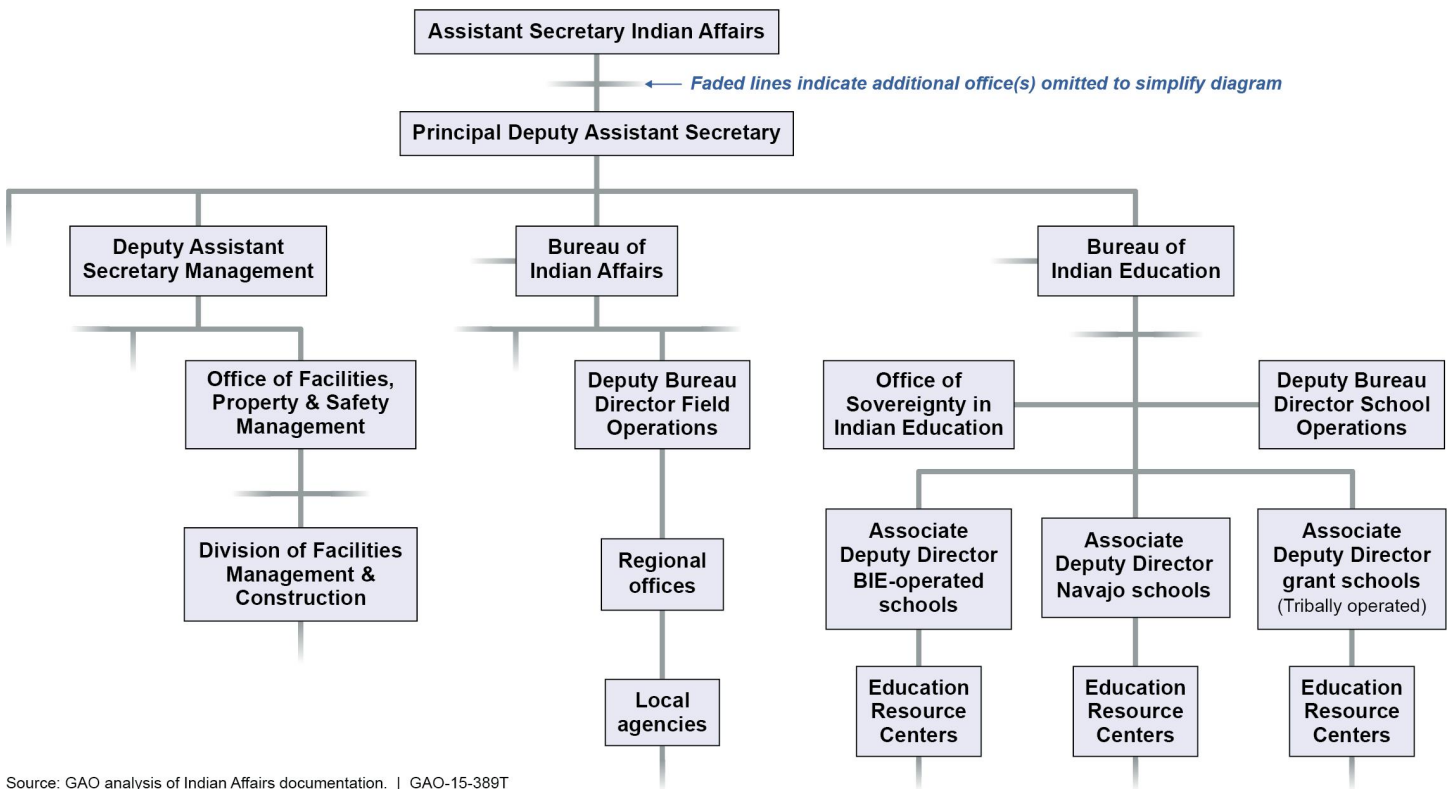 Assistant Secretary Indian Affairs
Faded lines indicate additional office(s) omitted to simplify diagram
Principal Deputy Assistant Secretary
Deputy Assistant
Secretary Management
Bureau of
Indian Affairs
Bureau of
Indian Education
Office of Facilities,
Property & Safety
Management
Deputy Bureau
Director Field
Operations
Office of
Sovereignty in
Indian Education
Deputy Bureau
Director School
Operations
Division of Facilities
Management &
Construction
Regional
offices
Associate
Deputy Director
BIE-operated
schools
Associate
Deputy Director
Navajo schools
Associate
Deputy Director
grant schools
(Tribally operated)
Local
agencies
Education
Resource
Centers
Education
Resource
Centers
Education
Resource
Centers
Source: GAO analysis of Indian Affairs documentation. | GAO-15-389T